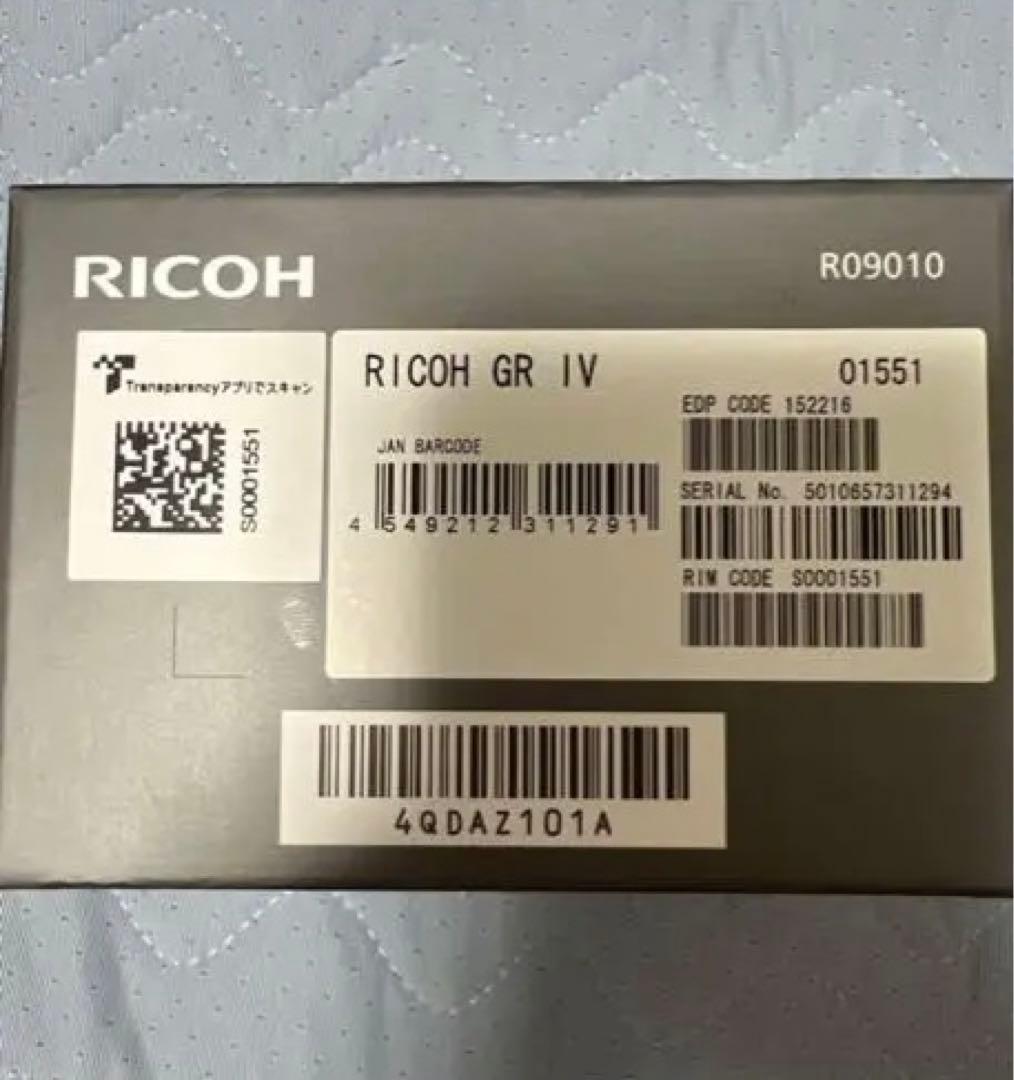 RICOH
R09010
Transparencyアプリでスキャン
S0001551
RICOH GR IV
01551
EDP CODE 152216
JAN BARCODE
4 549212 311291
SERIAL No. 5010657311294
RIM CODE S0001551
4QDAZ101A